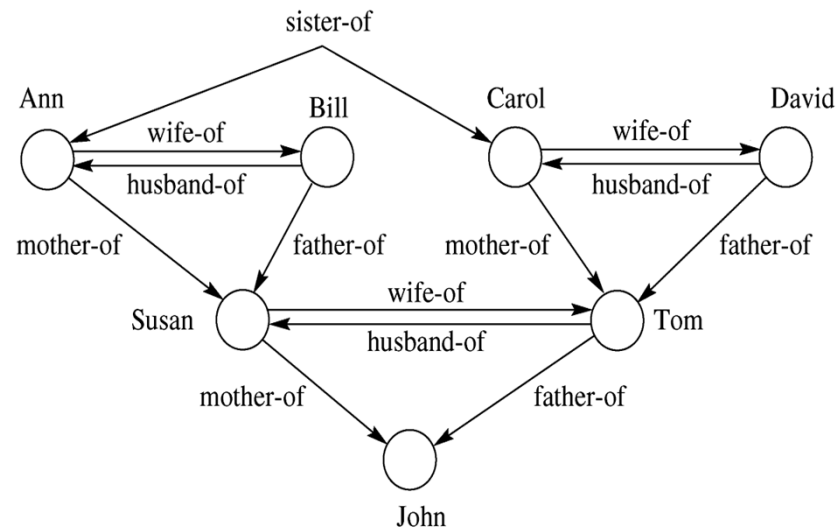 sister-of
Ann
Bill
Carol
David
wife-of
wife-of
husband-of
husband-of
mother-of
father-of
mother-of
father-of
wife-of
Susan
Tom
husband-of
mother-of
father-of
John